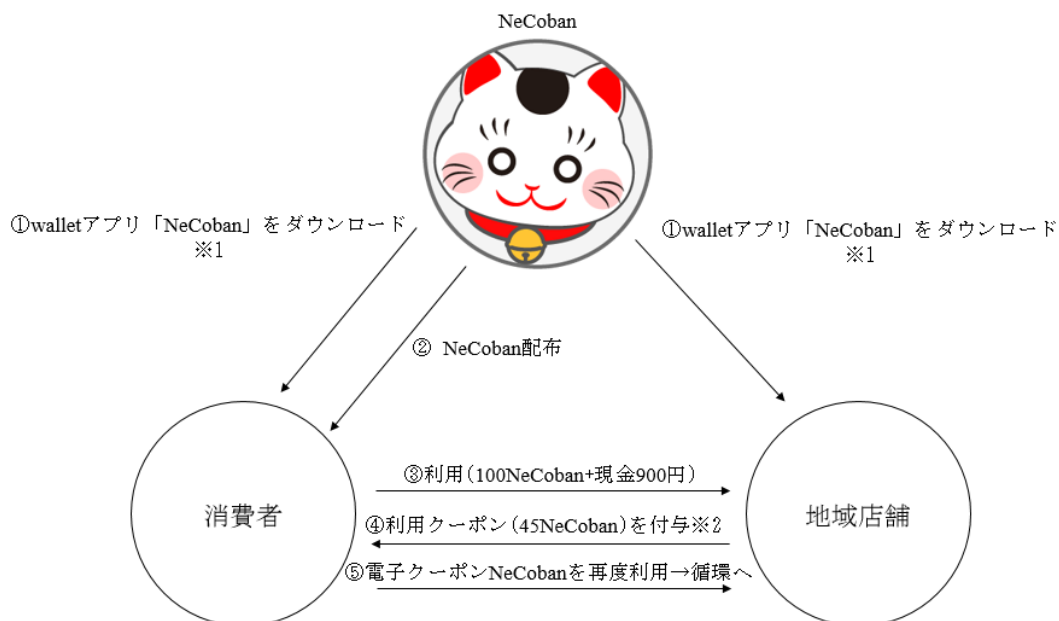 NeCoban
①walletアプリ「NeCoban」をダウンロード
※1
①walletアプリ「NeCoban」をダウンロード
※1
② NeCoban配布
③利用(100NeCoban+現金900円)
消費者
④利用クーポン(45NeCoban)を付与※2
地域店舗
⑤電子クーポンNeCobanを再度利用→循環へ